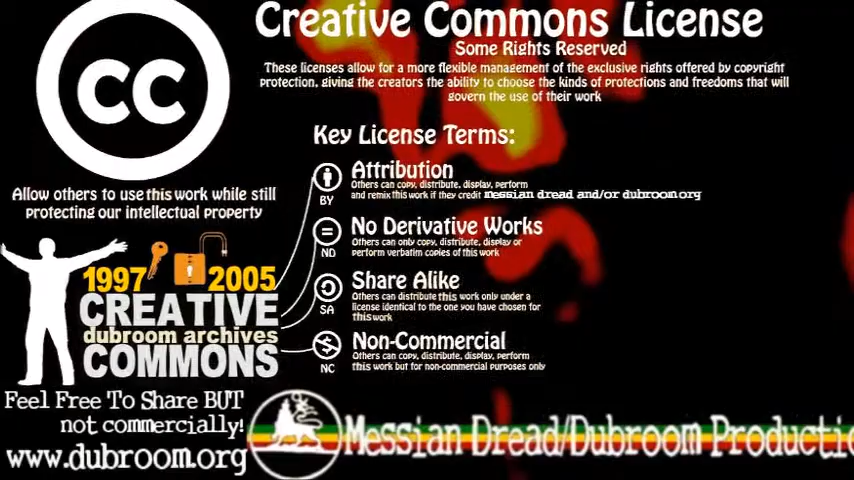 cc
Creative Commons License
Some Rights Reserved
These licenses allow for a more flexible management of the exclusive rights offered by copyright
protection, giving the creators the ability to choose the kinds of protections and freedoms that will
govern the use of their work
Key License Terms:
Attribution
Others can copy, distribute, display, perform
and remix this work if they credit messian dread and/or dubroom.org
BY
No Derivative Works
Others can only copy, distribute, display or
perform verbatim copies of this work
ND
Share Alike
Others can distribute this work only under a
license identical to the one you have chosen for
this work
SA
Non-Commercial
Others can copy, distribute, display, perform
this work but for non-commercial purposes only
NC
Allow others to use this work while still
protecting our intellectual property
1997 2005
CREATIVE
dubroom archives
COMMONS
Feel Free To Share BUT
not commercially!
www.dubroom.org
Messian Dread/Dubroom Productio